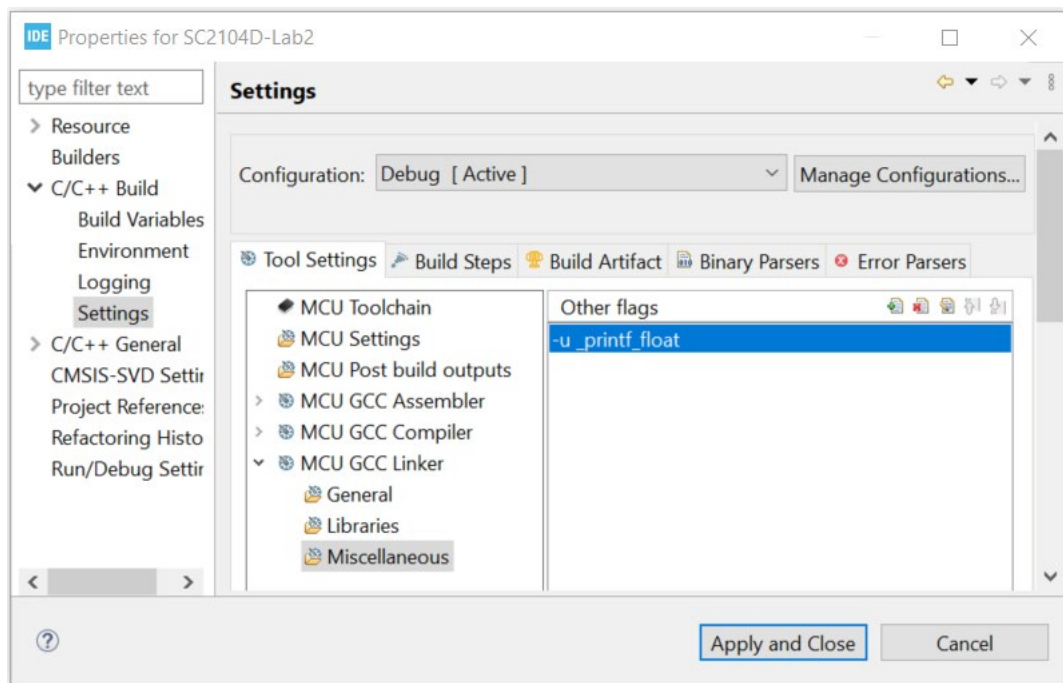 IDE Properties for SC2104D-Lab2
type filter text
Resource
Builders
C/C++ Build
Build Variables
Environment
Logging
Settings
C/C++ General
CMSIS-SVD Settir
Project Reference:
Refactoring Histo
Run/Debug Settir
Settings
Configuration: Debug [ Active ] Manage Configurations...
Tool Settings Build Steps Build Artifact Binary Parsers Error Parsers
MCU Toolchain
MCU Settings
MCU Post build outputs
MCU GCC Assembler
MCU GCC Compiler
MCU GCC Linker
General
Libraries
Miscellaneous
Other flags
-u _printf_float
Apply and Close Cancel